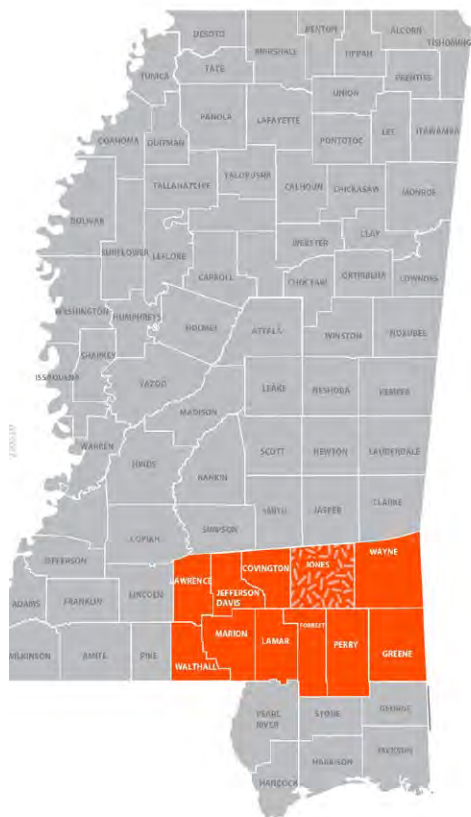 DESOTO
BENTON
ALCORN
TISHOMINGO
MARSHALL
TIPPAH
TATE
PRENTISS
TUNICA
UNION
PANOLA
LAFAYETTE
LEE
ITAWAMBA
COAHOMA
QUITMAN
PONTOTOC
TALLAHATCHIE
YALOBUSHA
CALHOUN
CHICKASAW
MONROE
BOLIVAR
SUNFLOWER
LEFLORE
WEBSTER
CLAY
CARROLL
CHOCTAW
OKTIBBEHA
LOWNDES
WASHINGTON
HUMPHREYS
HOLMES
ATTALA
WINSTON
NOXUBEE
SHARKEY
ISSAQUENA
YAZOO
LEAKE
NESHOBA
KEMPER
MADISON
WARREN
HINDS
RANKIN
SCOTT
NEWTON
LAUDERDALE
SMITH
JASPER
CLARKE
COPIAH
SIMPSON
JEFFERSON
LAWRENCE
JEFFERSON
DAVIS
COVINGTON
JONES
WAYNE
ADAMS
FRANKLIN
LINCOLN
MARION
LAMAR
FORREST
PERRY
GREENE
WILKINSON
AMITE
PIKE
WALTHALL
PEARL
RIVER
STONE
GEORGE
HARRISON
JACKSON
HANCOCK